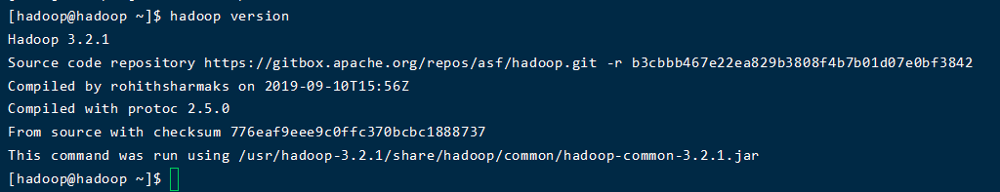 [hadoop@hadoop ~]$ hadoop version
Hadoop 3.2.1
Source code repository https://gitbox.apache.org/repos/asf/hadoop.git -r b3cbbb467e22ea829b3808f4b7b01d07e0bf3842
Compiled by rohithsharmaks on 2019-09-10T15:56Z
Compiled with protoc 2.5.0
From source with checksum 776eaf9eee9c0ffc370bcbc1888737
This command was run using /usr/hadoop-3.2.1/share/hadoop/common/hadoop-common-3.2.1.jar
[hadoop@hadoop ~]$